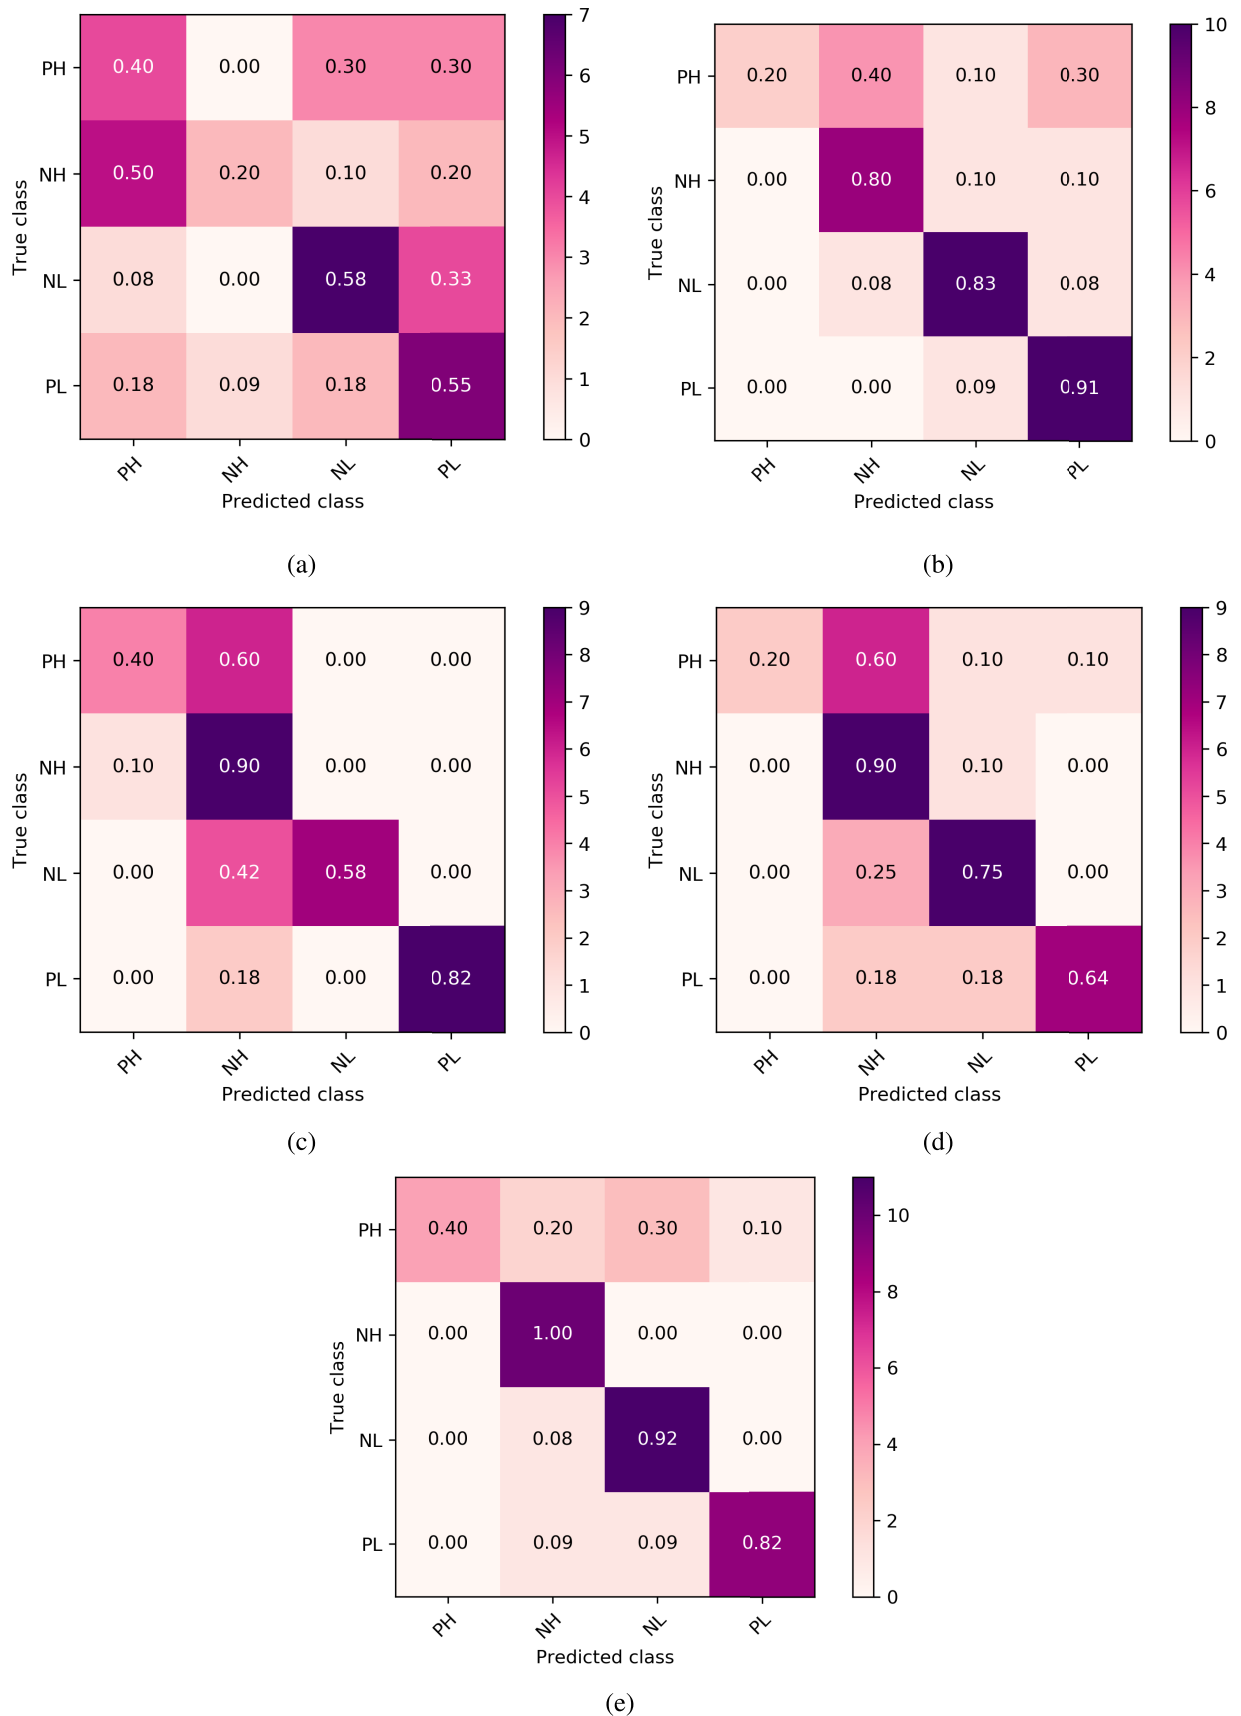 PH 0.40 0.00 0.30 0.30
NH 0.50 0.20 0.10 0.20
NL 0.08 0.00 0.58 0.33
PL 0.18 0.09 0.18 0.55
True class
PH NH NL PL
Predicted class
7
6
5
4
3
2
1
0
(a)
PH 0.20 0.40 0.10 0.30
NH 0.00 0.80 0.10 0.10
NL 0.00 0.08 0.83 0.08
PL 0.00 0.00 0.09 0.91
True class
PH NH NL PL
Predicted class
10
8
6
4
2
0
(b)
PH 0.40 0.60 0.00 0.00
NH 0.10 0.90 0.00 0.00
NL 0.00 0.42 0.58 0.00
PL 0.00 0.18 0.00 0.82
True class
PH NH NL PL
Predicted class
9
8
7
6
5
4
3
2
1
0
(c)
PH 0.20 0.60 0.10 0.10
NH 0.00 0.90 0.10 0.00
NL 0.00 0.25 0.75 0.00
PL 0.00 0.18 0.18 0.64
True class
PH NH NL PL
Predicted class
9
8
7
6
5
4
3
2
1
0
(d)
PH 0.40 0.20 0.30 0.10
NH 0.00 1.00 0.00 0.00
NL 0.00 0.08 0.92 0.00
PL 0.00 0.09 0.09 0.82
True class
PH NH NL PL
Predicted class
10
8
6
4
2
0
(e)